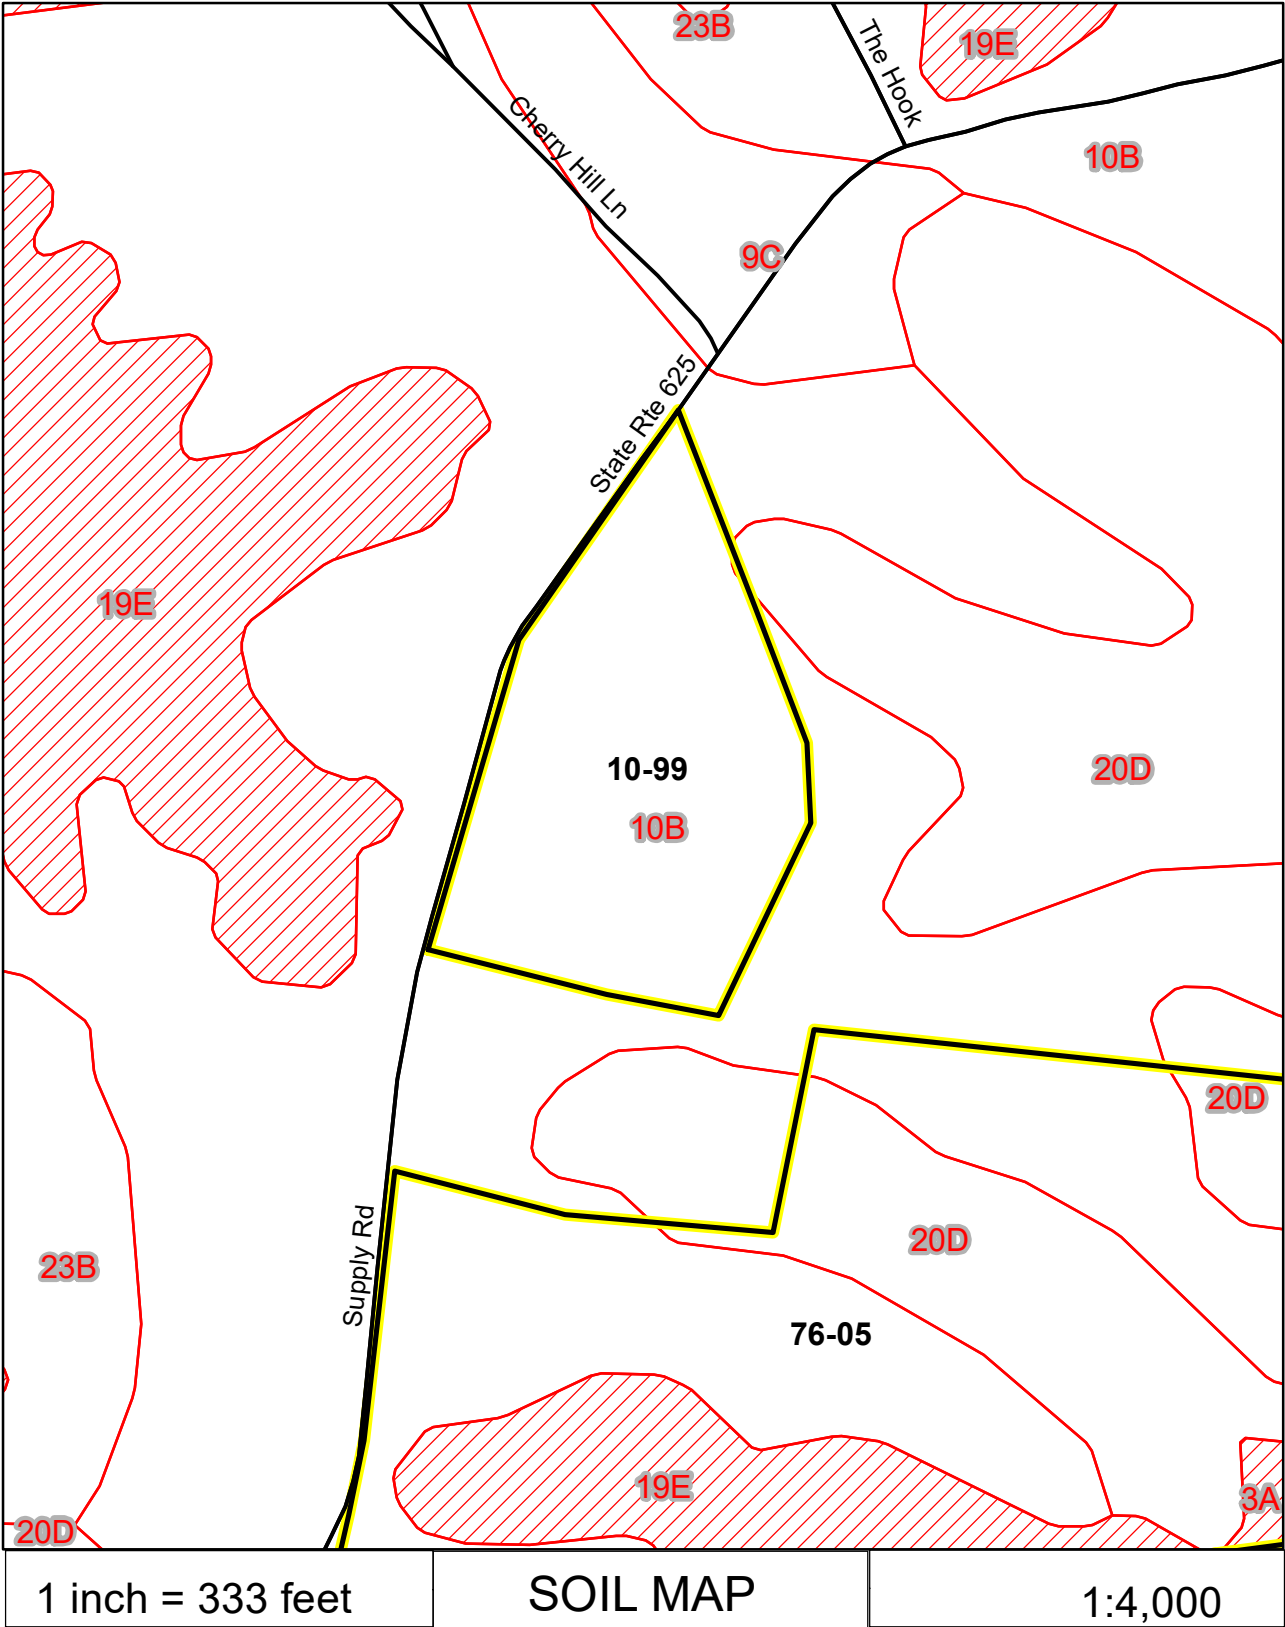 23B
The Hook
19E
Cherry Hill Ln
10B
9C
State Rte 625
19E
10-99
20D
10B
20D
Supply Rd
20D
23B
76-05
19E
3A
20D
1 inch = 333 feet
SOIL MAP
1:4,000